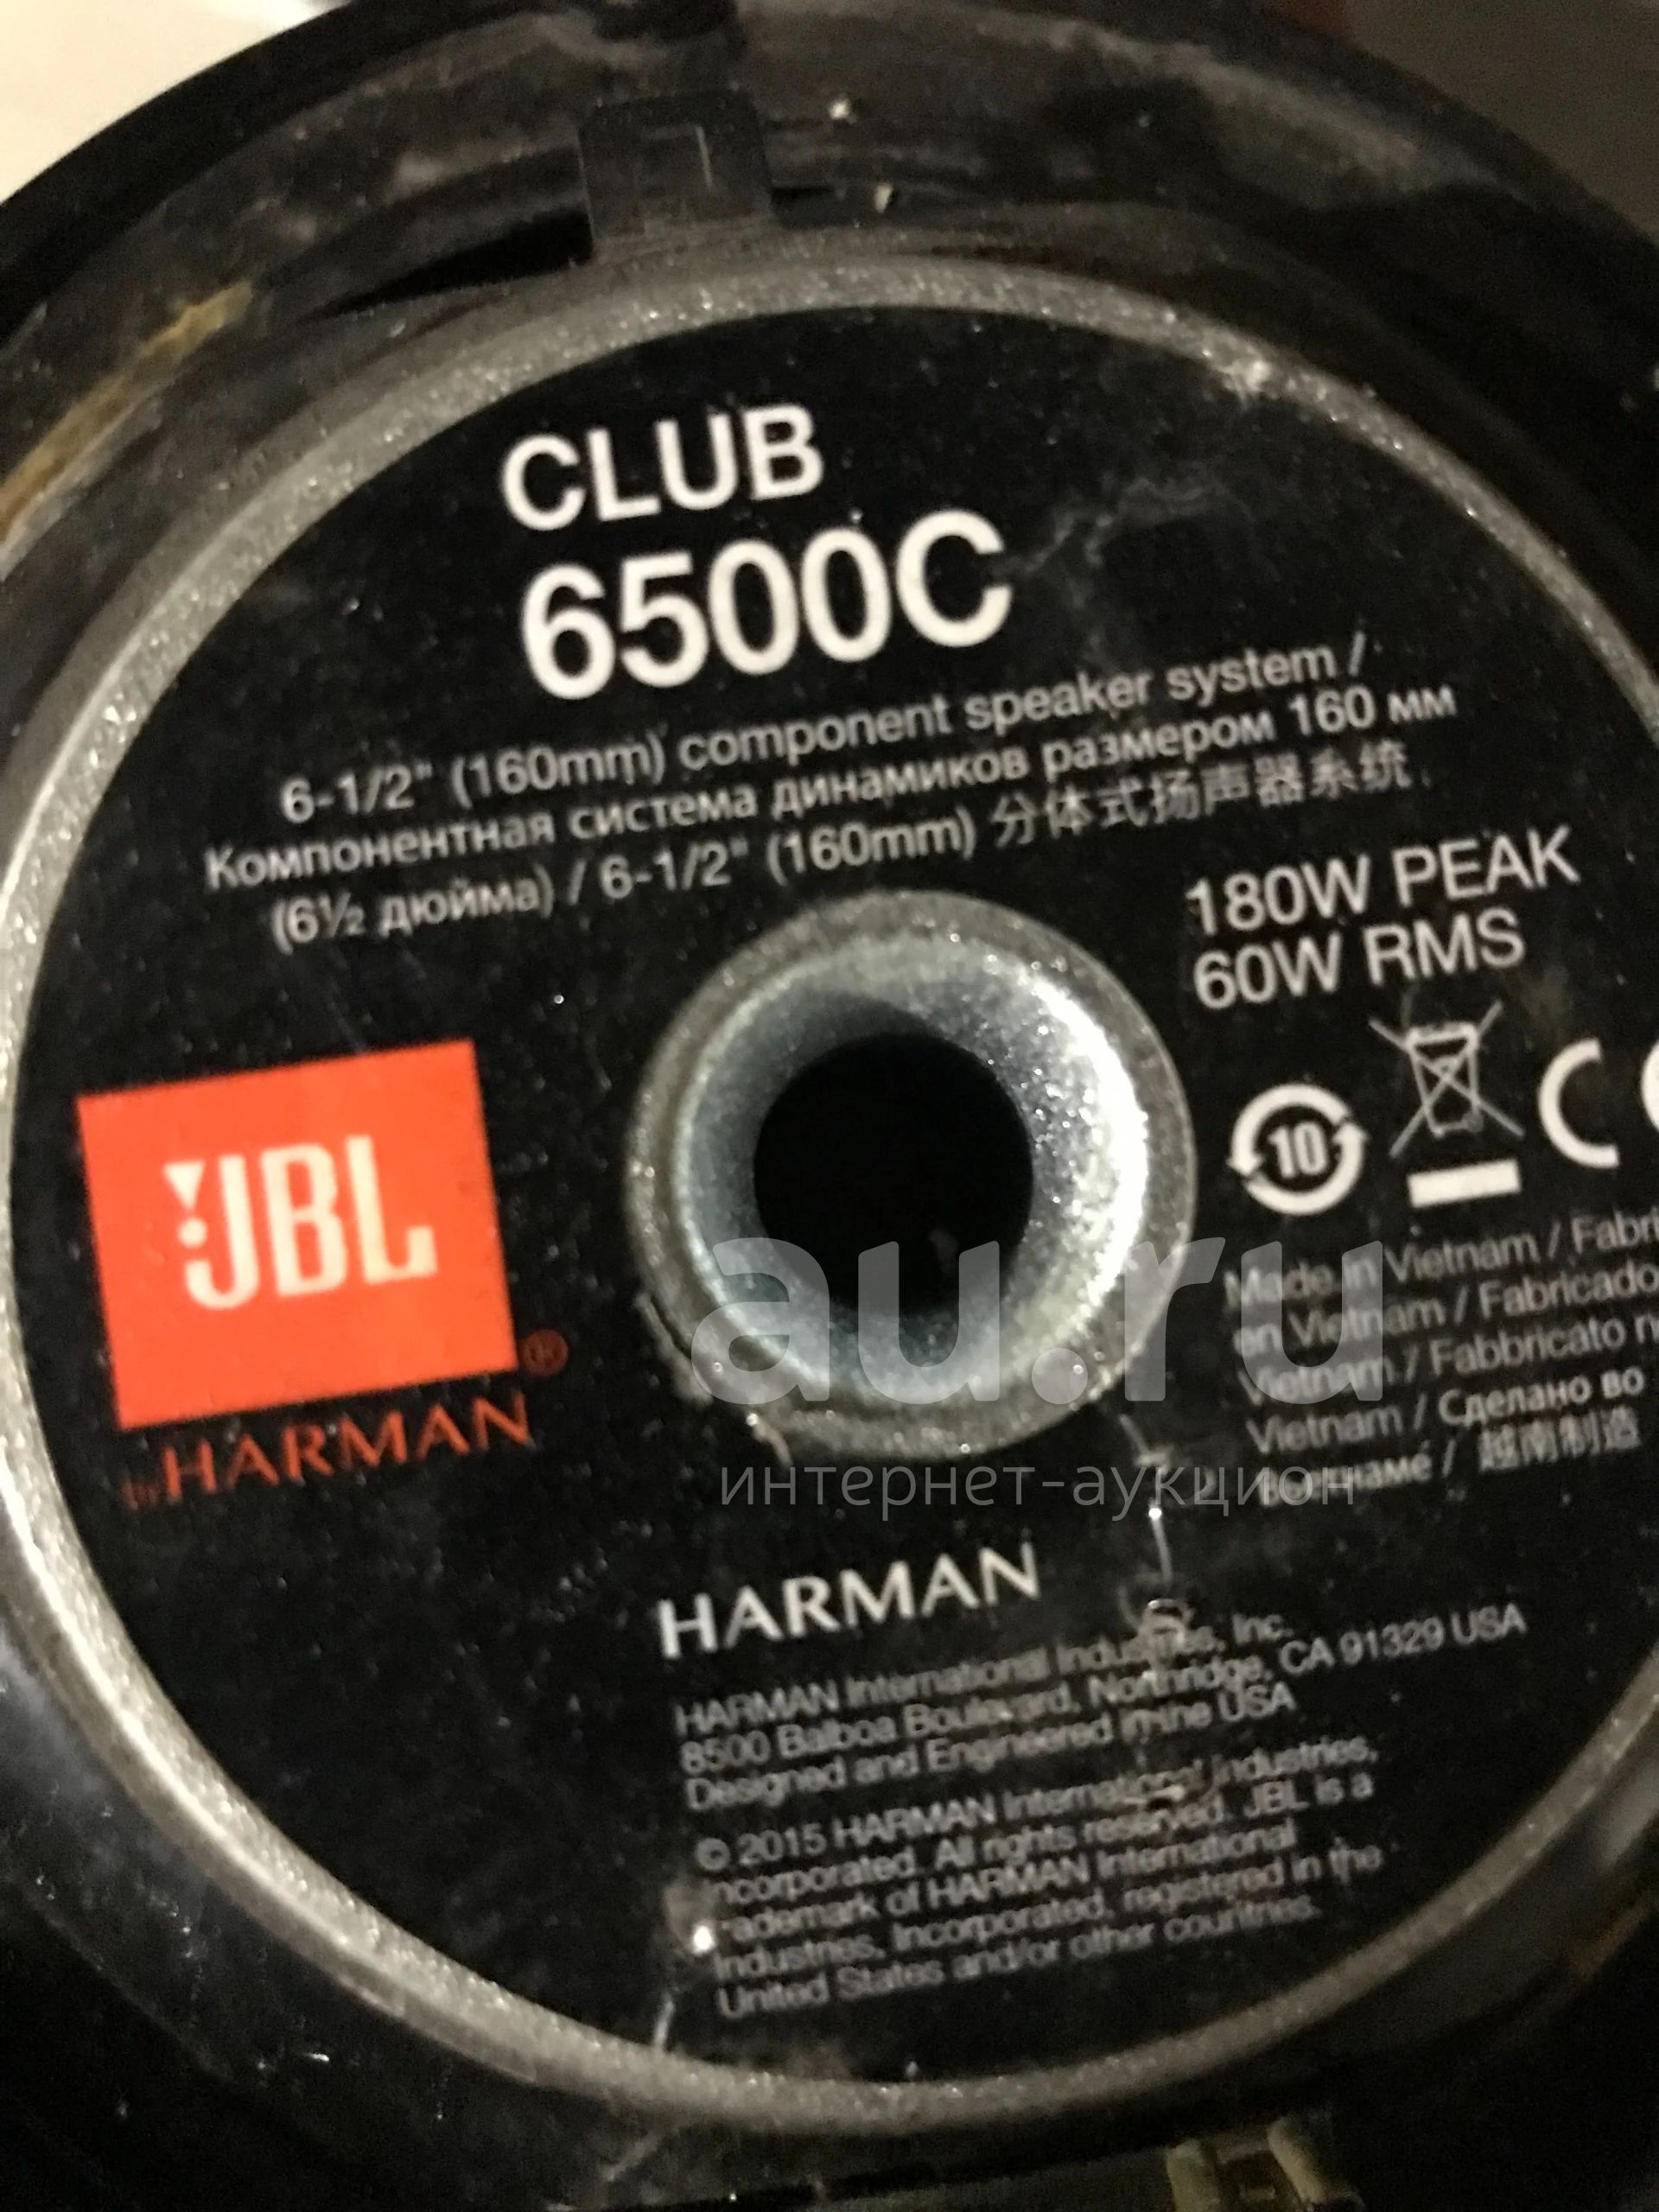 CLUB
6500C
6-1/2" (160mm) component speaker system /
Компонентная система динамиков размером 160 мм
(6½ дюйма) / 6-1/2" (160mm) 分体式扬声器系统
180W PEAK
60W RMS
10
JBL
®
by HARMAN
Made in Vietnam / Fabri
en Vietnam / Fabricado
Vietnam / Fabbricato n
Vietnam / Сделано во
Вьетнаме / 越南制造
au.ru
интернет-аукцион
HARMAN
HARMAN International Industries, Inc.
8500 Balboa Boulevard, Northridge, CA 91329 USA
Designed and Engineered in the USA
© 2015 HARMAN International Industries,
Incorporated. All rights reserved. JBL is a
trademark of HARMAN International
Industries, Incorporated, registered in the
United States and/or other countries.